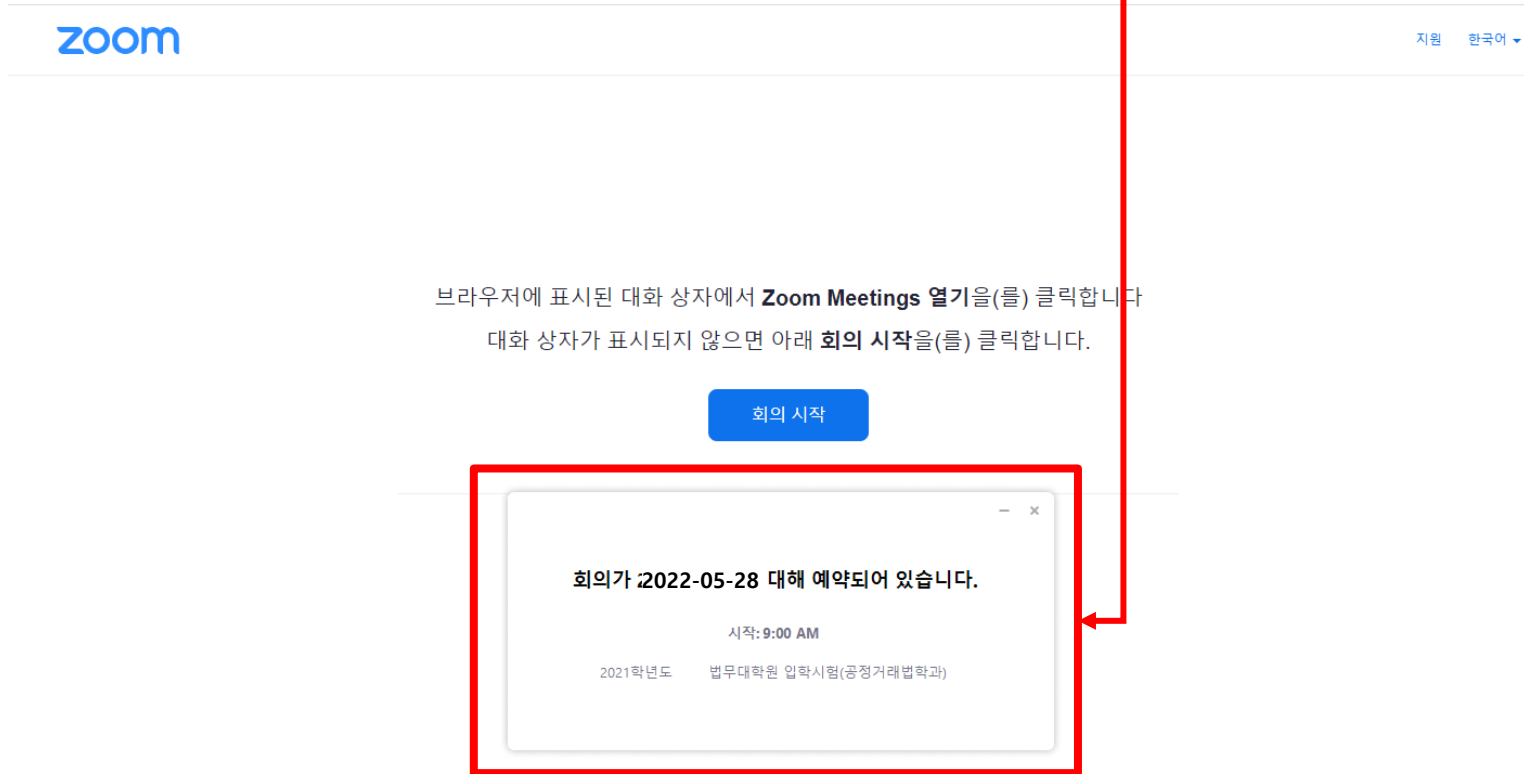 zoom
지원 한국어
브라우저에 표시된 대화 상자에서 Zoom Meetings 열기을(를) 클릭합니다
대화 상자가 표시되지 않으면 아래 회의 시작을(를) 클릭합니다.
회의 시작
회의가 2022-05-28 대해 예약되어 있습니다.
시작: 9:00 AM
2021학년도 법무대학원 입학시험(공정거래법학과)